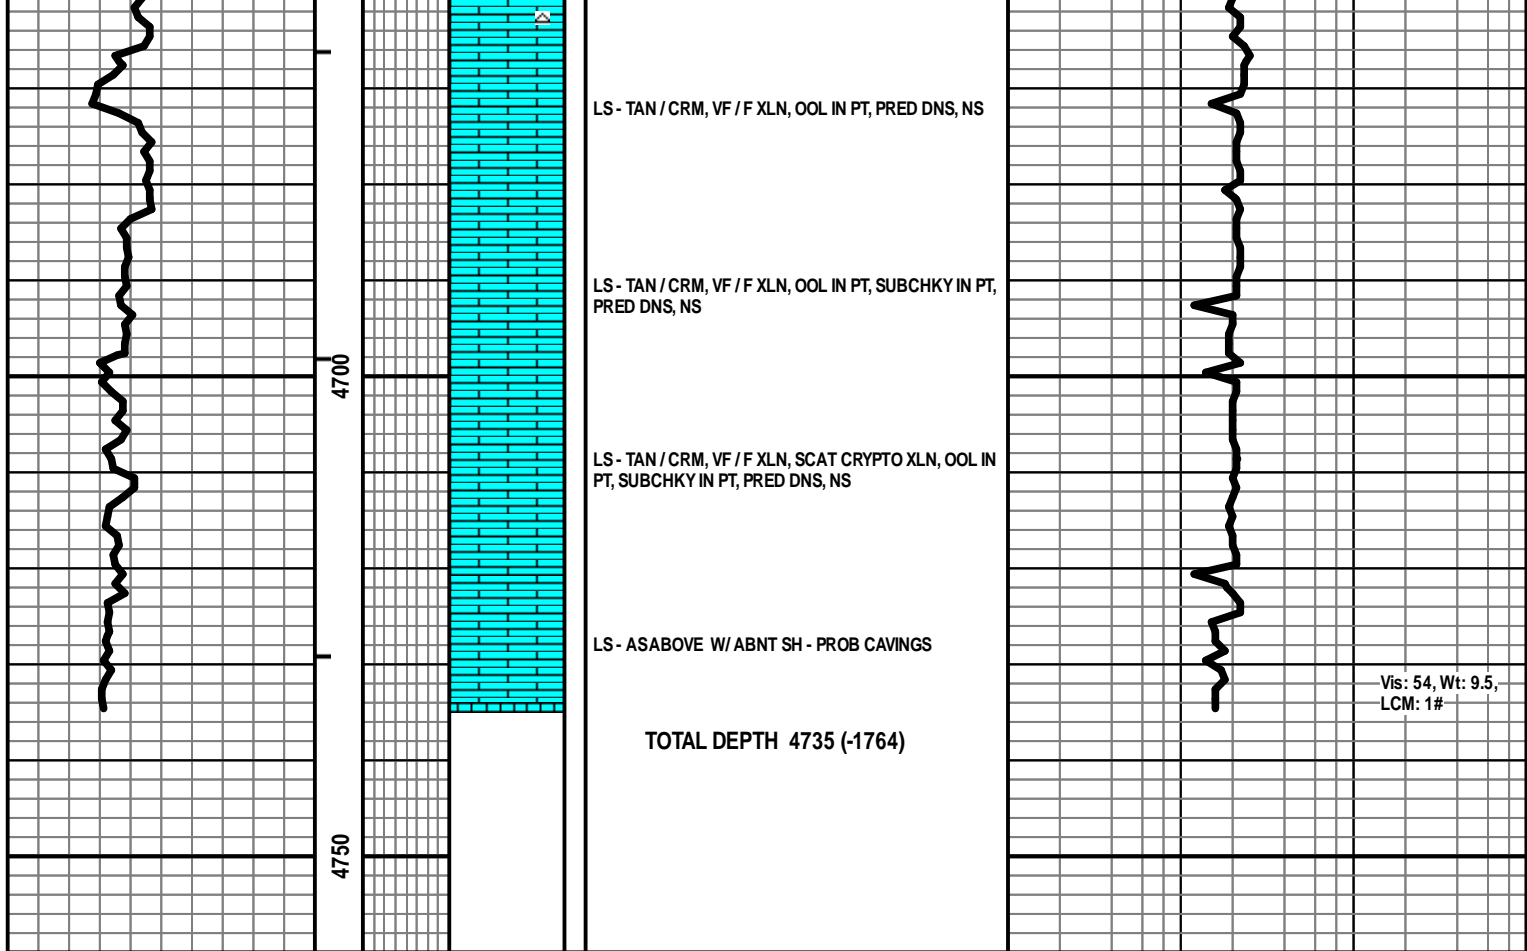 LS - TAN / CRM, VF / F XLN, OOL IN PT, PRED DNS, NS
LS - TAN / CRM, VF / F XLN, OOL IN PT, SUBCHKY IN PT,
PRED DNS, NS
4700
LS - TAN / CRM, VF / F XLN, SCAT CRYPTO XLN, OOL IN
PT, SUBCHKY IN PT, PRED DNS, NS
LS - AS ABOVE W/ ABNT SH - PROB CAVINGS
Vis: 54, Wt: 9.5,
LCM: 1#
TOTAL DEPTH 4735 (-1764)
4750